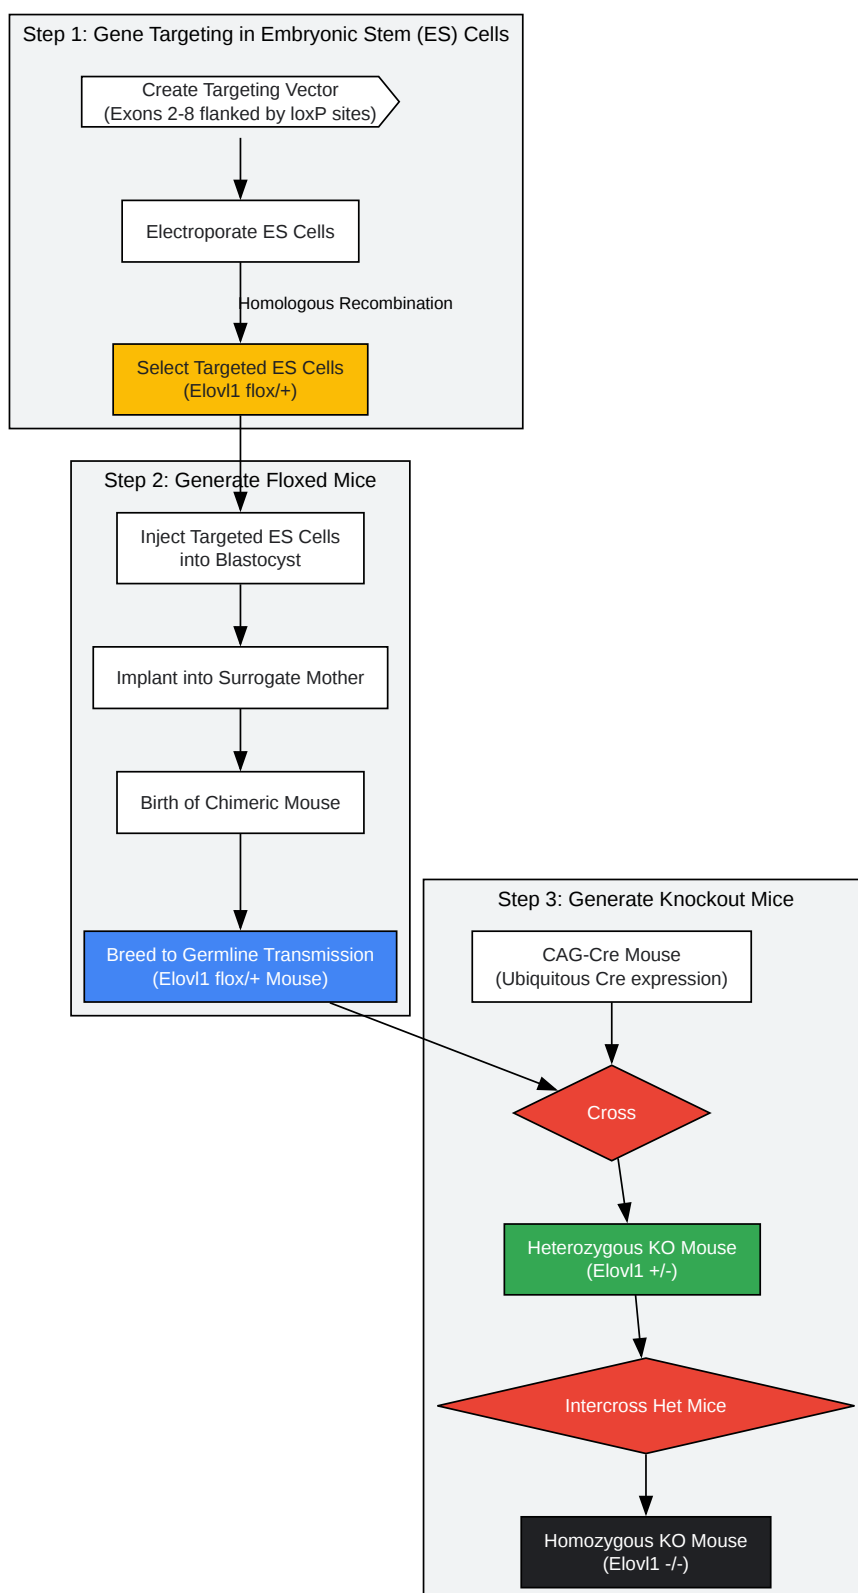 Step 1: Gene Targeting in Embryonic Stem (ES) Cells
Create Targeting Vector
(Exons 2-8 flanked by loxP sites)
Electroporate ES Cells
Homologous Recombination
Select Targeted ES Cells
(Elovl1 flox/+)
Step 2: Generate Floxed Mice
Inject Targeted ES Cells
into Blastocyst
Implant into Surrogate Mother
Birth of Chimeric Mouse
Breed to Germline Transmission
(Elovl1 flox/+ Mouse)
Step 3: Generate Knockout Mice
CAG-Cre Mouse
(Ubiquitous Cre expression)
Cross
Heterozygous KO Mouse
(Elovl1 +/-)
Intercross Het Mice
Homozygous KO Mouse
(Elovl1 -/-)